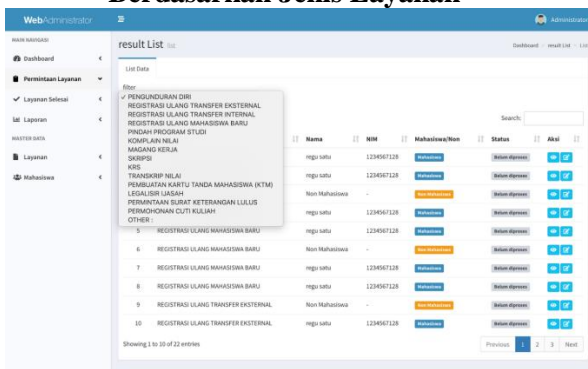 Berdasarkan Jenis Layanan
WebAdministrator
Administrator
MAIN NAVIGASI
Dashboard
Permintaan Layanan
Layanan Selesai
Laporan
MASTER DATA
Layanan
Mahasiswa
result List
Dashboard result List List
List Data
filter
✓ PENGUNDURAN DIRI
REGISTRASI ULANG TRANSFER EKSTERNAL
REGISTRASI ULANG TRANSFER INTERNAL
REGISTRASI ULANG MAHASISWA BARU
PINDAH PROGRAM STUDI
KOMPLAIN NILAI
MAGANG KERJA
SKRIPSI
KRS
TRANSKRIP NILAI
PEMBUATAN KARTU TANDA MAHASISWA (KTM)
LEGALISIR IJASAH
PERMINTAAN SURAT KETERANGAN LULUS
PERMOHONAN CUTI KULIAH
OTHER :
Search:
Nama NIM Mahasiswa/Non Status Aksi
regu satu 1234567128 Mahasiswa Belum diproses
regu satu 1234567128 Mahasiswa Belum diproses
Non Mahasiswa - Non Mahasiswa Belum diproses
regu satu 1234567128 Mahasiswa Belum diproses
5 REGISTRASI ULANG MAHASISWA BARU regu satu 1234567128 Mahasiswa Belum diproses
6 REGISTRASI ULANG MAHASISWA BARU Non Mahasiswa - Non Mahasiswa Belum diproses
7 REGISTRASI ULANG MAHASISWA BARU regu satu 1234567128 Mahasiswa Belum diproses
8 REGISTRASI ULANG MAHASISWA BARU regu satu 1234567128 Mahasiswa Belum diproses
9 REGISTRASI ULANG TRANSFER EKSTERNAL Non Mahasiswa - Non Mahasiswa Belum diproses
10 REGISTRASI ULANG TRANSFER EKSTERNAL regu satu 1234567128 Mahasiswa Belum diproses
Showing 1 to 10 of 22 entries
Previous 1 2 3 Next